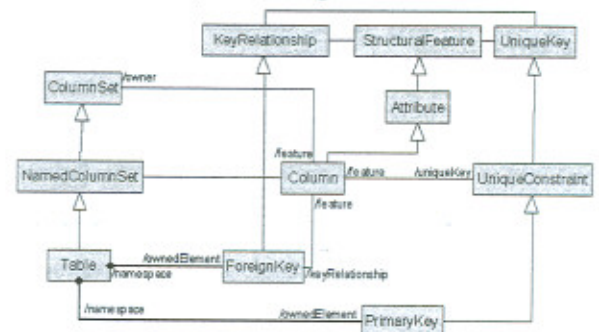 KeyRelationship StructuralFeature UniqueKey
/owner
ColumnSet
Attribute
/feature
NamedColumnSet Column /feature /uniqueKey UniqueConstraint
/feature
/ownedElement
Table ForeignKey
/namespace /keyRelationship
/namespace /ownedElement
PrimaryKey